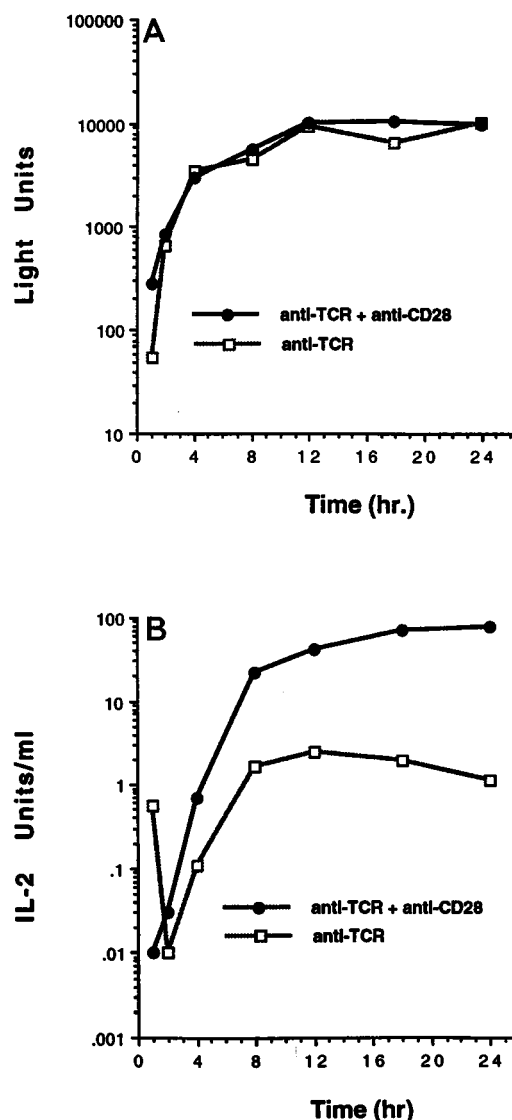 A
100000
10000
1000
100
10
Light Units
anti-TCR + anti-CD28
anti-TCR
0 4 8 12 16 20 24
Time (hr.)
B
100
10
1
.1
.01
.001
IL-2 Units/ml
anti-TCR + anti-CD28
anti-TCR
0 4 8 12 16 20 24
Time (hr)